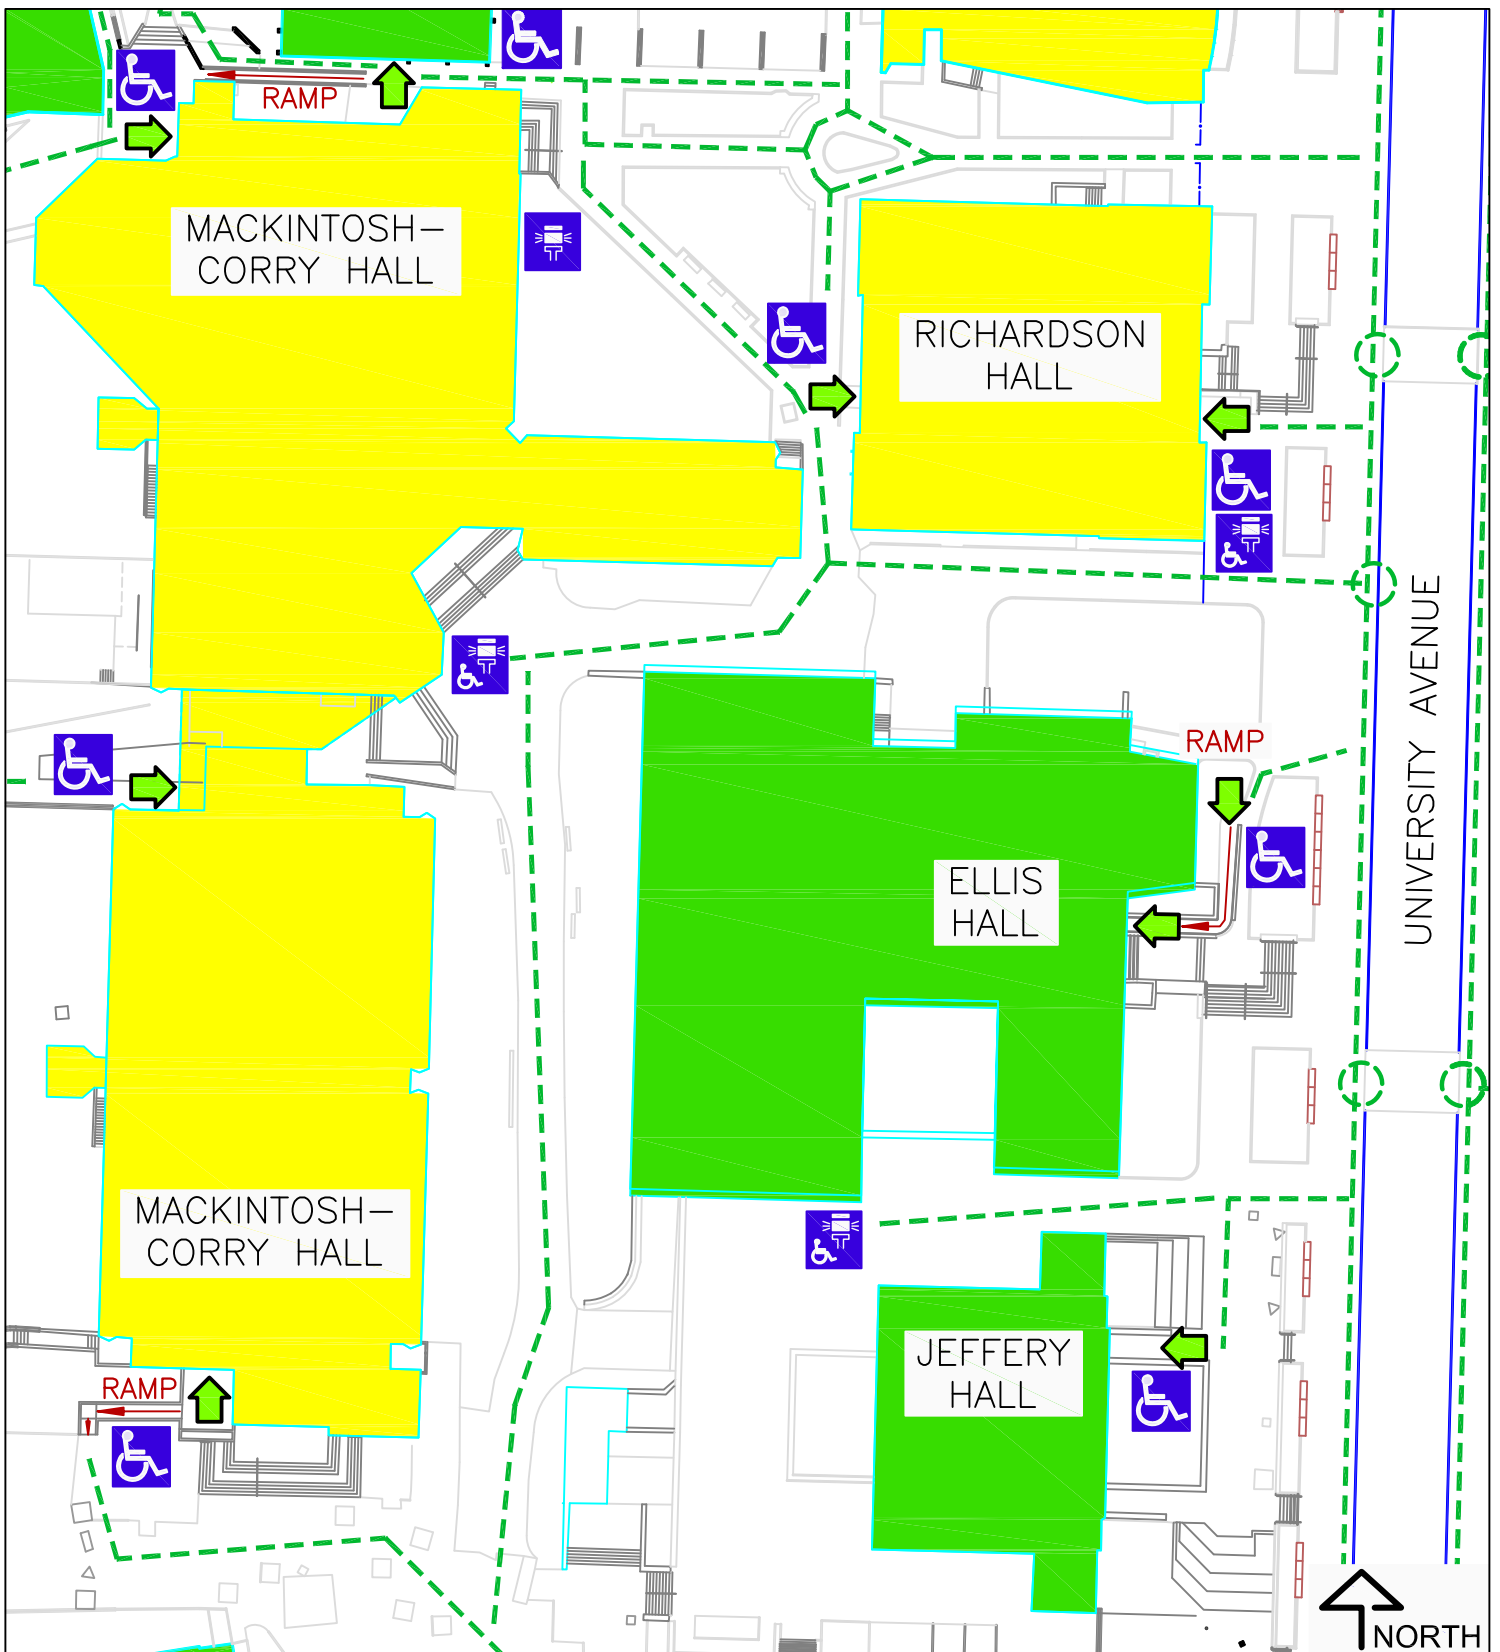 RAMP
MACKINTOSH–
CORRY HALL
RICHARDSON
HALL
UNIVERSITY AVENUE
RAMP
ELLIS
HALL
MACKINTOSH–
CORRY HALL
JEFFERY
HALL
RAMP
NORTH